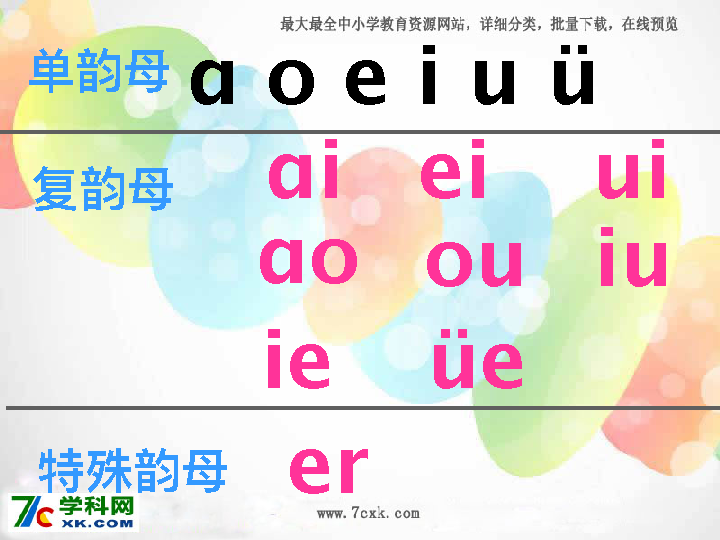 最大最全中小学教育资源网站，详细分类，批量下载，在线预览
单韵母 ɑ o e i u ü
复韵母 ɑi ei ui
ɑo ou iu
ie üe
特殊韵母 er
学科网
XK.COM
www.7cxk.com